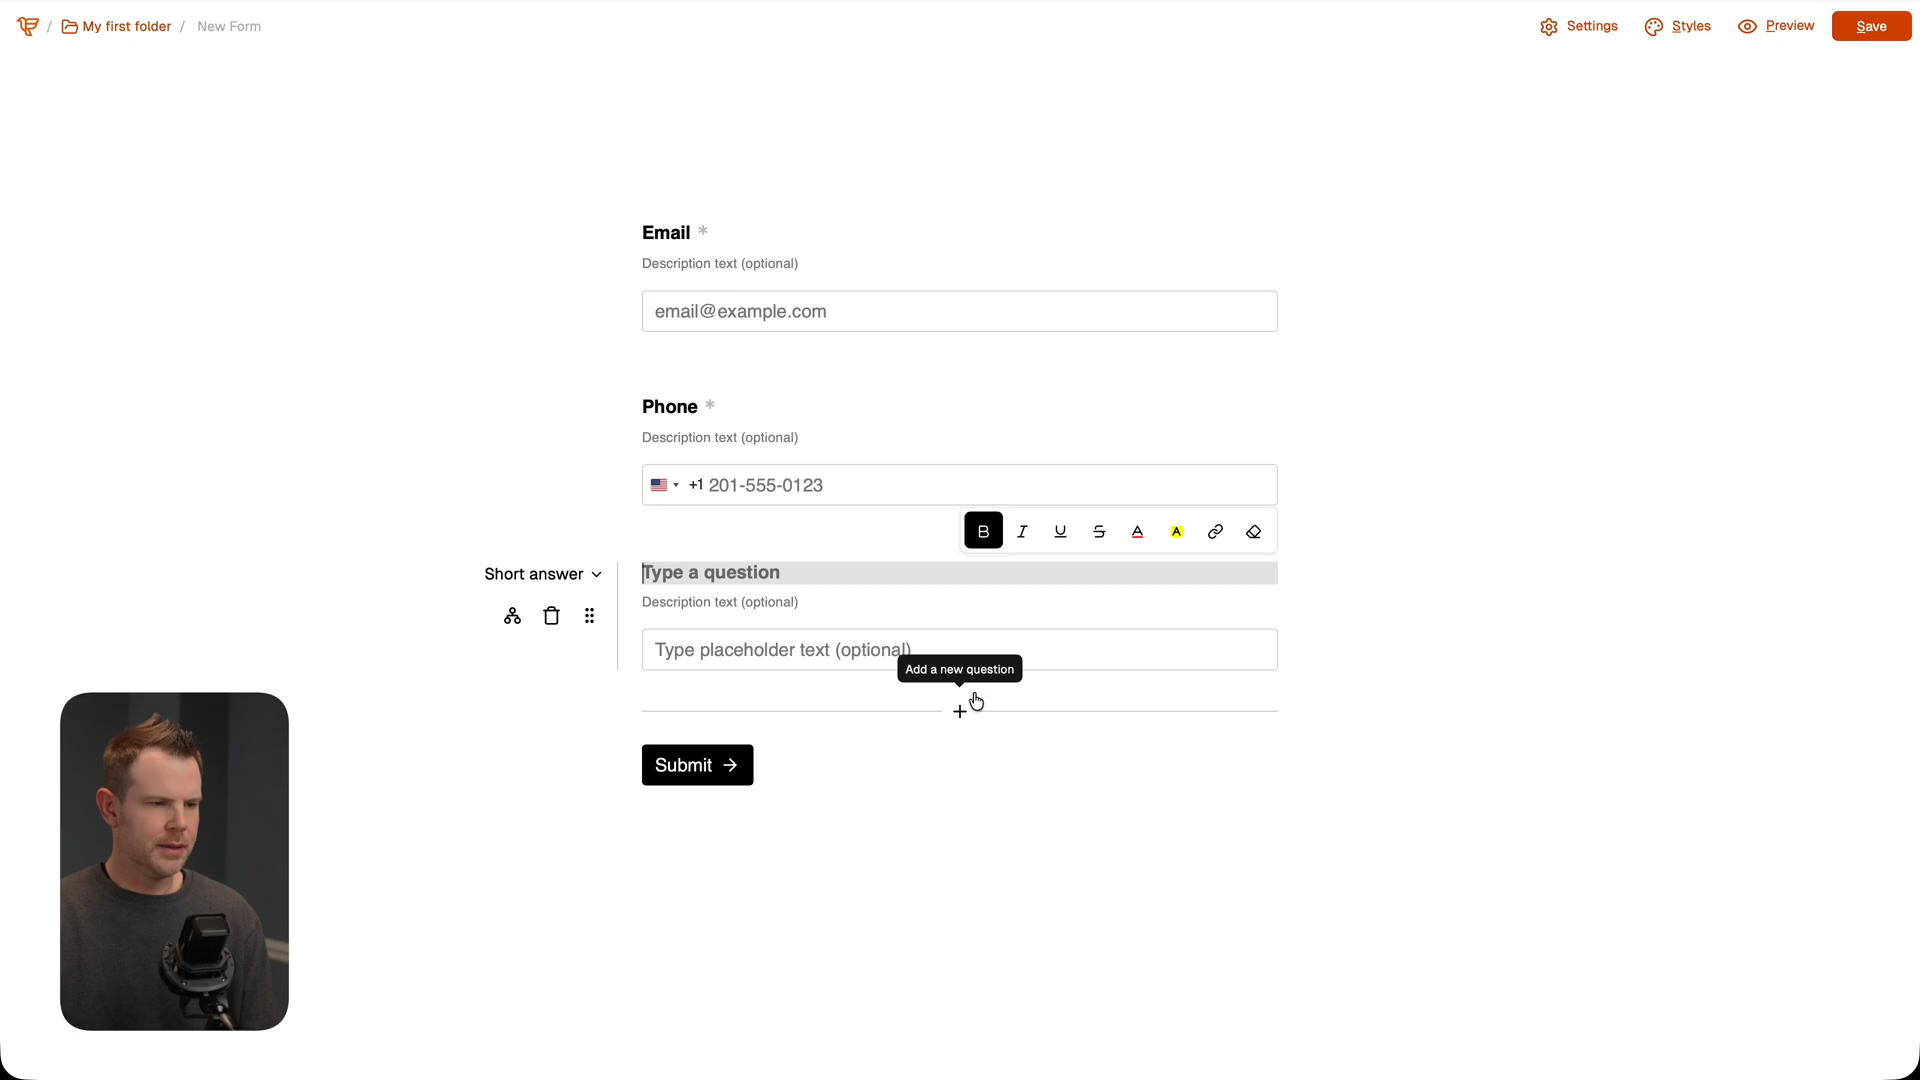 / My first folder / New Form
Settings
Styles
Preview
Save
Email *
Description text (optional)
email@example.com
Phone *
Description text (optional)
+1 201-555-0123
B I U S A A
Short answer
Type a question
Description text (optional)
Type placeholder text (optional)
Add a new question
+
Submit →